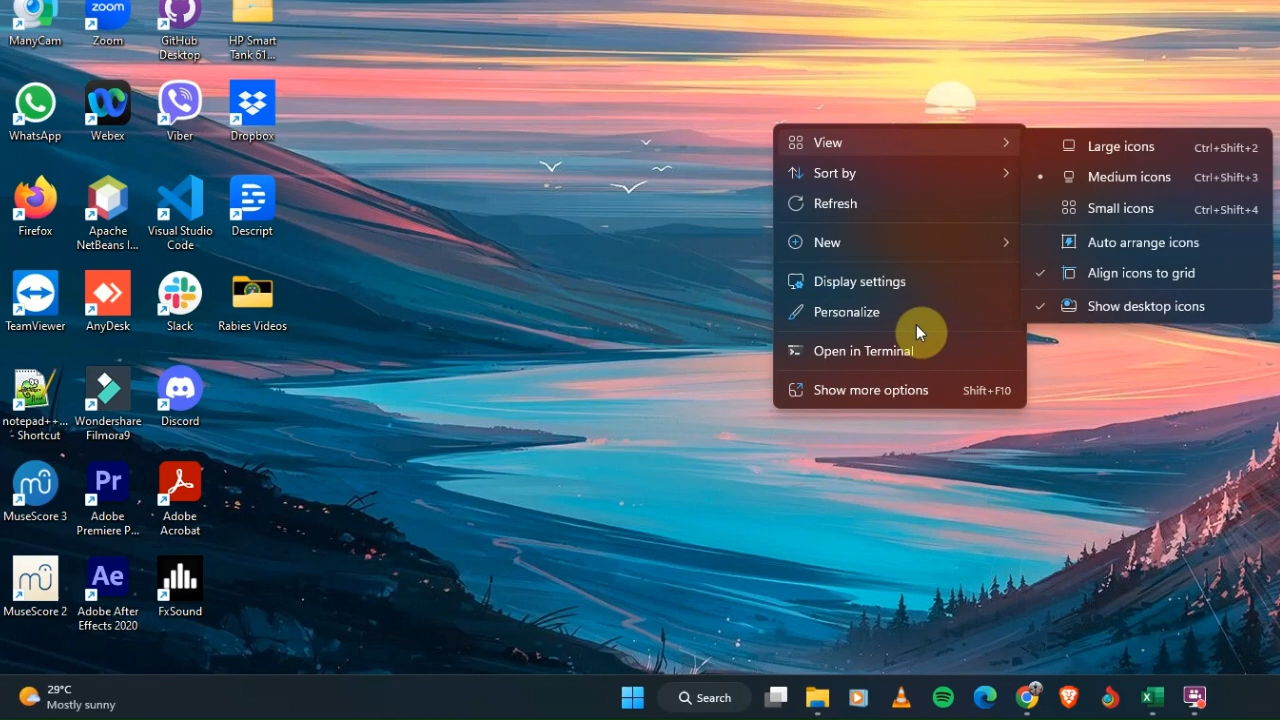 zoom
ManyCam
Zoom
GitHub
Desktop
HP Smart
Tank 61...
WhatsApp
Webex
Viber
Dropbox
Firefox
Apache
NetBeans I...
Visual Studio
Code
Descript
TeamViewer
AnyDesk
Slack
Rabies Videos
notepad++...
- Shortcut
Wondershare
Filmora9
Discord
MuseScore 3
Pr
Adobe
Premiere P...
Adobe
Acrobat
MuseScore 2
Ae
Adobe After
Effects 2020
FxSound
View
Sort by
Refresh
New
Display settings
Personalize
Open in Terminal
Show more options Shift+F10
Large icons Ctrl+Shift+2
Medium icons Ctrl+Shift+3
Small icons Ctrl+Shift+4
Auto arrange icons
Align icons to grid
Show desktop icons
29°C
Mostly sunny
Search